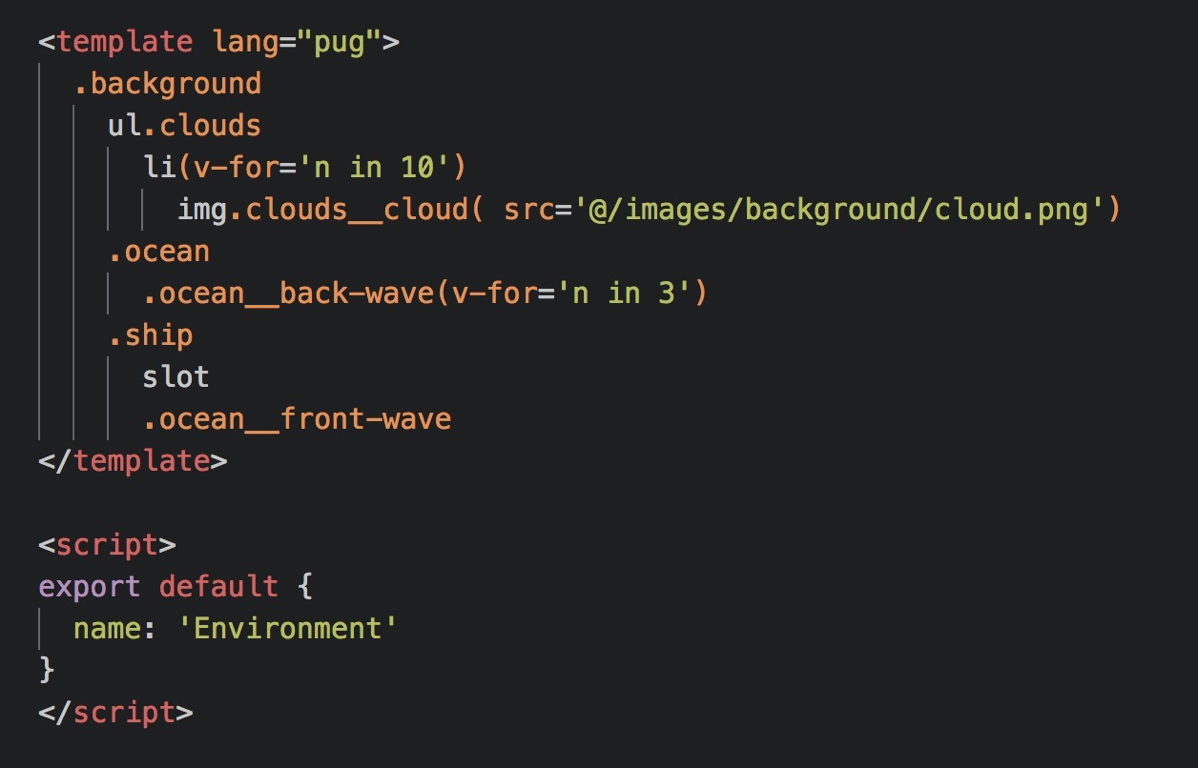 <template lang="pug">
  .background
    ul.clouds
      li(v-for='n in 10')
        img.clouds__cloud( src='@/images/background/cloud.png')
    .ocean
      .ocean__back-wave(v-for='n in 3')
    .ship
      slot
      .ocean__front-wave
</template>

<script>
export default {
  name: 'Environment'
}
</script>